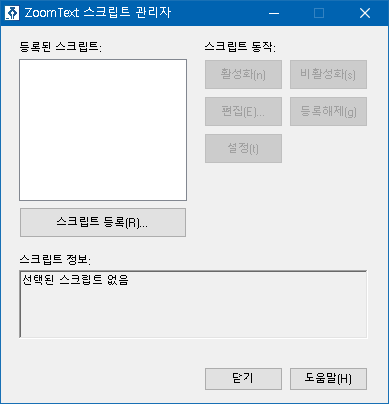 ZoomText 스크립트 관리자
등록된 스크립트:
스크립트 동작:
활성화(n)
비활성화(s)
편집(E)...
등록해제(g)
설정(t)
스크립트 등록(R)...
스크립트 정보:
선택된 스크립트 없음
닫기
도움말(H)